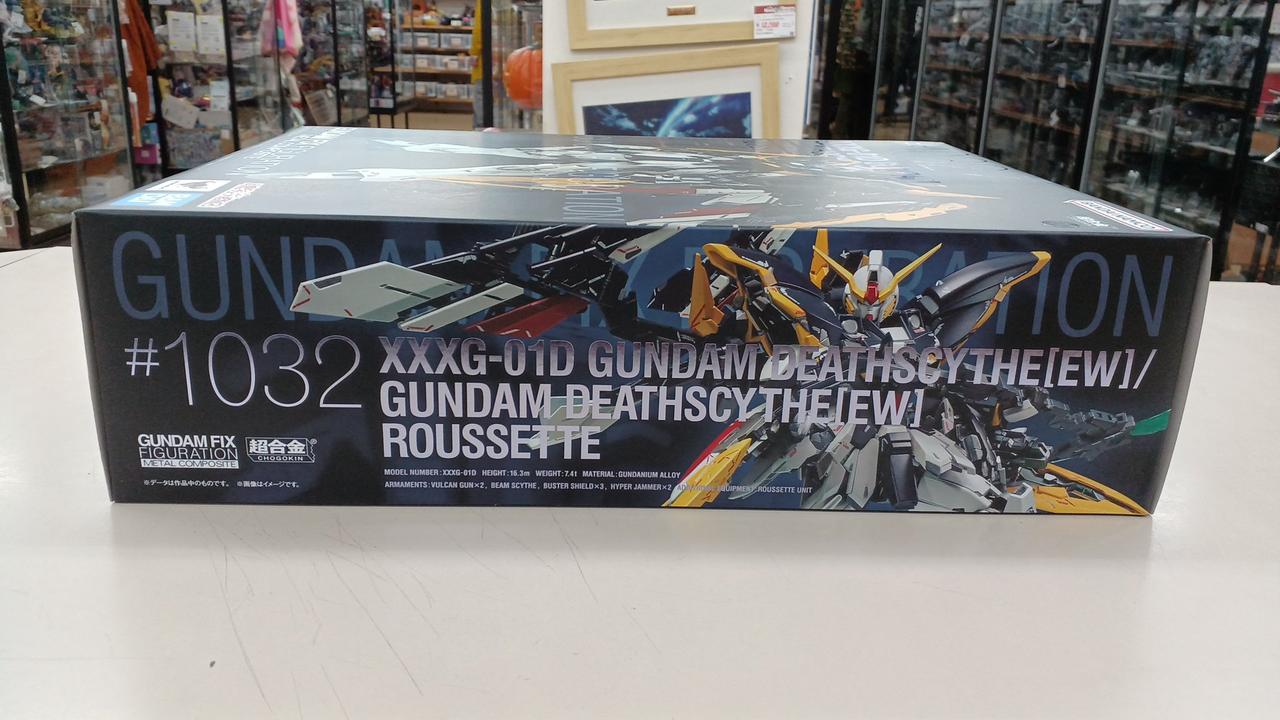 GUNDAM FIX FIGURATION
#1032
XXXG-01D GUNDAM DEATHSCYTHE[EW]/
GUNDAM DEATHSCYTHE[EW]
ROUSSETTE
GUNDAM FIX
FIGURATION
METAL COMPOSITE
超合金
CHOGOKIN
MODEL NUMBER:XXXG-01D HEIGHT:16.3m WEIGHT:7.4t MATERIAL:GUNDANIUM ALLOY
ARMAMENTS:VULCAN GUN×2, BEAM SCYTHE, BUSTER SHIELD×3, HYPER JAMMER×2 EQUIPMENT:ROUSSETTE UNIT
※データは作品中のものです。 ※画像はイメージです。